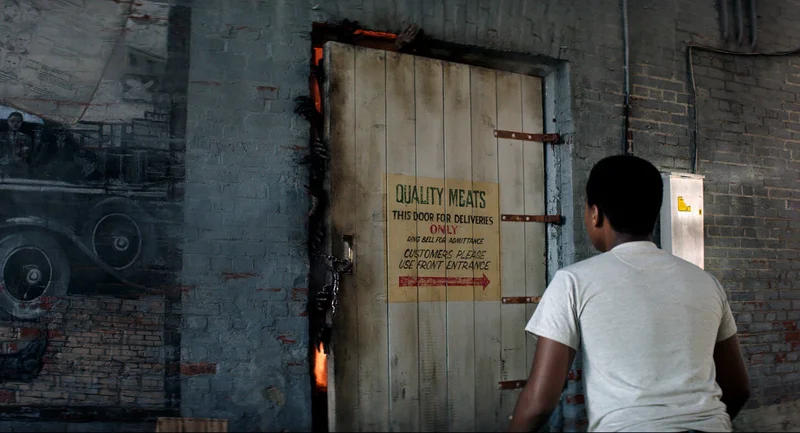 QUALITY MEATS
THIS DOOR FOR DELIVERIES
ONLY
RING BELL FOR ADMITTANCE
CUSTOMERS PLEASE
USE FRONT ENTRANCE